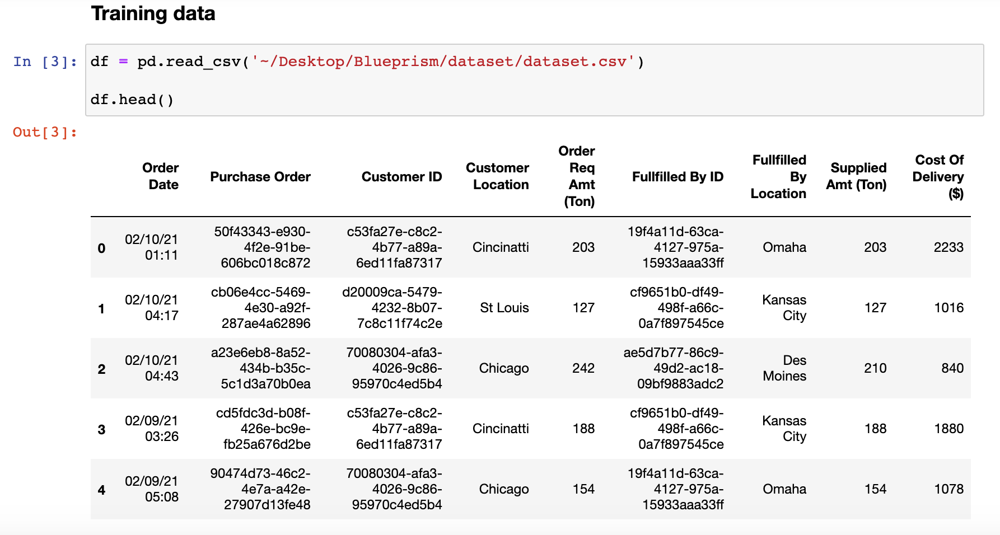 Training data
In [3]: df = pd.read_csv('~/Desktop/Blueprism/dataset/dataset.csv')
df.head()
Out[3]:
Order Date Purchase Order Customer ID Customer Location Order Req Amt (Ton) Fullfilled By ID Fullfilled By Location Supplied Amt (Ton) Cost Of Delivery ($)
0 02/10/21 01:11 50f43343-e930-4f2e-91be-606bc018c872 c53fa27e-c8c2-4b77-a89a-6ed11fa87317 Cincinatti 203 19f4a11d-63ca-4127-975a-15933aaa33ff Omaha 203 2233
1 02/10/21 04:17 cb06e4cc-5469-4e30-a92f-287ae4a62896 d20009ca-5479-4232-8b07-7c8c11f74c2e St Louis 127 cf9651b0-df49-498f-a66c-0a7f897545ce Kansas City 127 1016
2 02/10/21 04:43 a23e6eb8-8a52-434b-b35c-5c1d3a70b0ea 70080304-afa3-4026-9c86-95970c4ed5b4 Chicago 242 ae5d7b77-86c9-49d2-ac18-09bf9883adc2 Des Moines 210 840
3 02/09/21 03:26 cd5fdc3d-b08f-426e-bc9e-fb25a676d2be c53fa27e-c8c2-4b77-a89a-6ed11fa87317 Cincinatti 188 cf9651b0-df49-498f-a66c-0a7f897545ce Kansas City 188 1880
4 02/09/21 05:08 90474d73-46c2-4e7a-a42e-27907d13fe48 70080304-afa3-4026-9c86-95970c4ed5b4 Chicago 154 19f4a11d-63ca-4127-975a-15933aaa33ff Omaha 154 1078